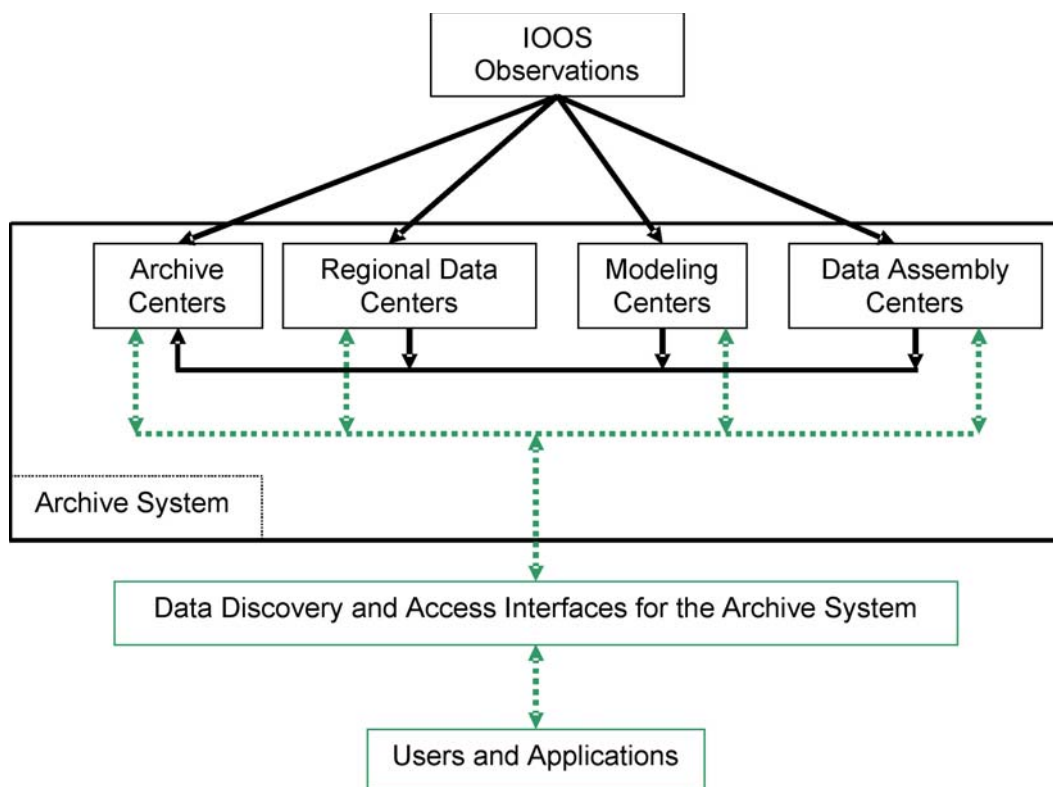 IOOS
Observations
Archive
Centers
Regional Data
Centers
Modeling
Centers
Data Assembly
Centers
Archive System
Data Discovery and Access Interfaces for the Archive System
Users and Applications